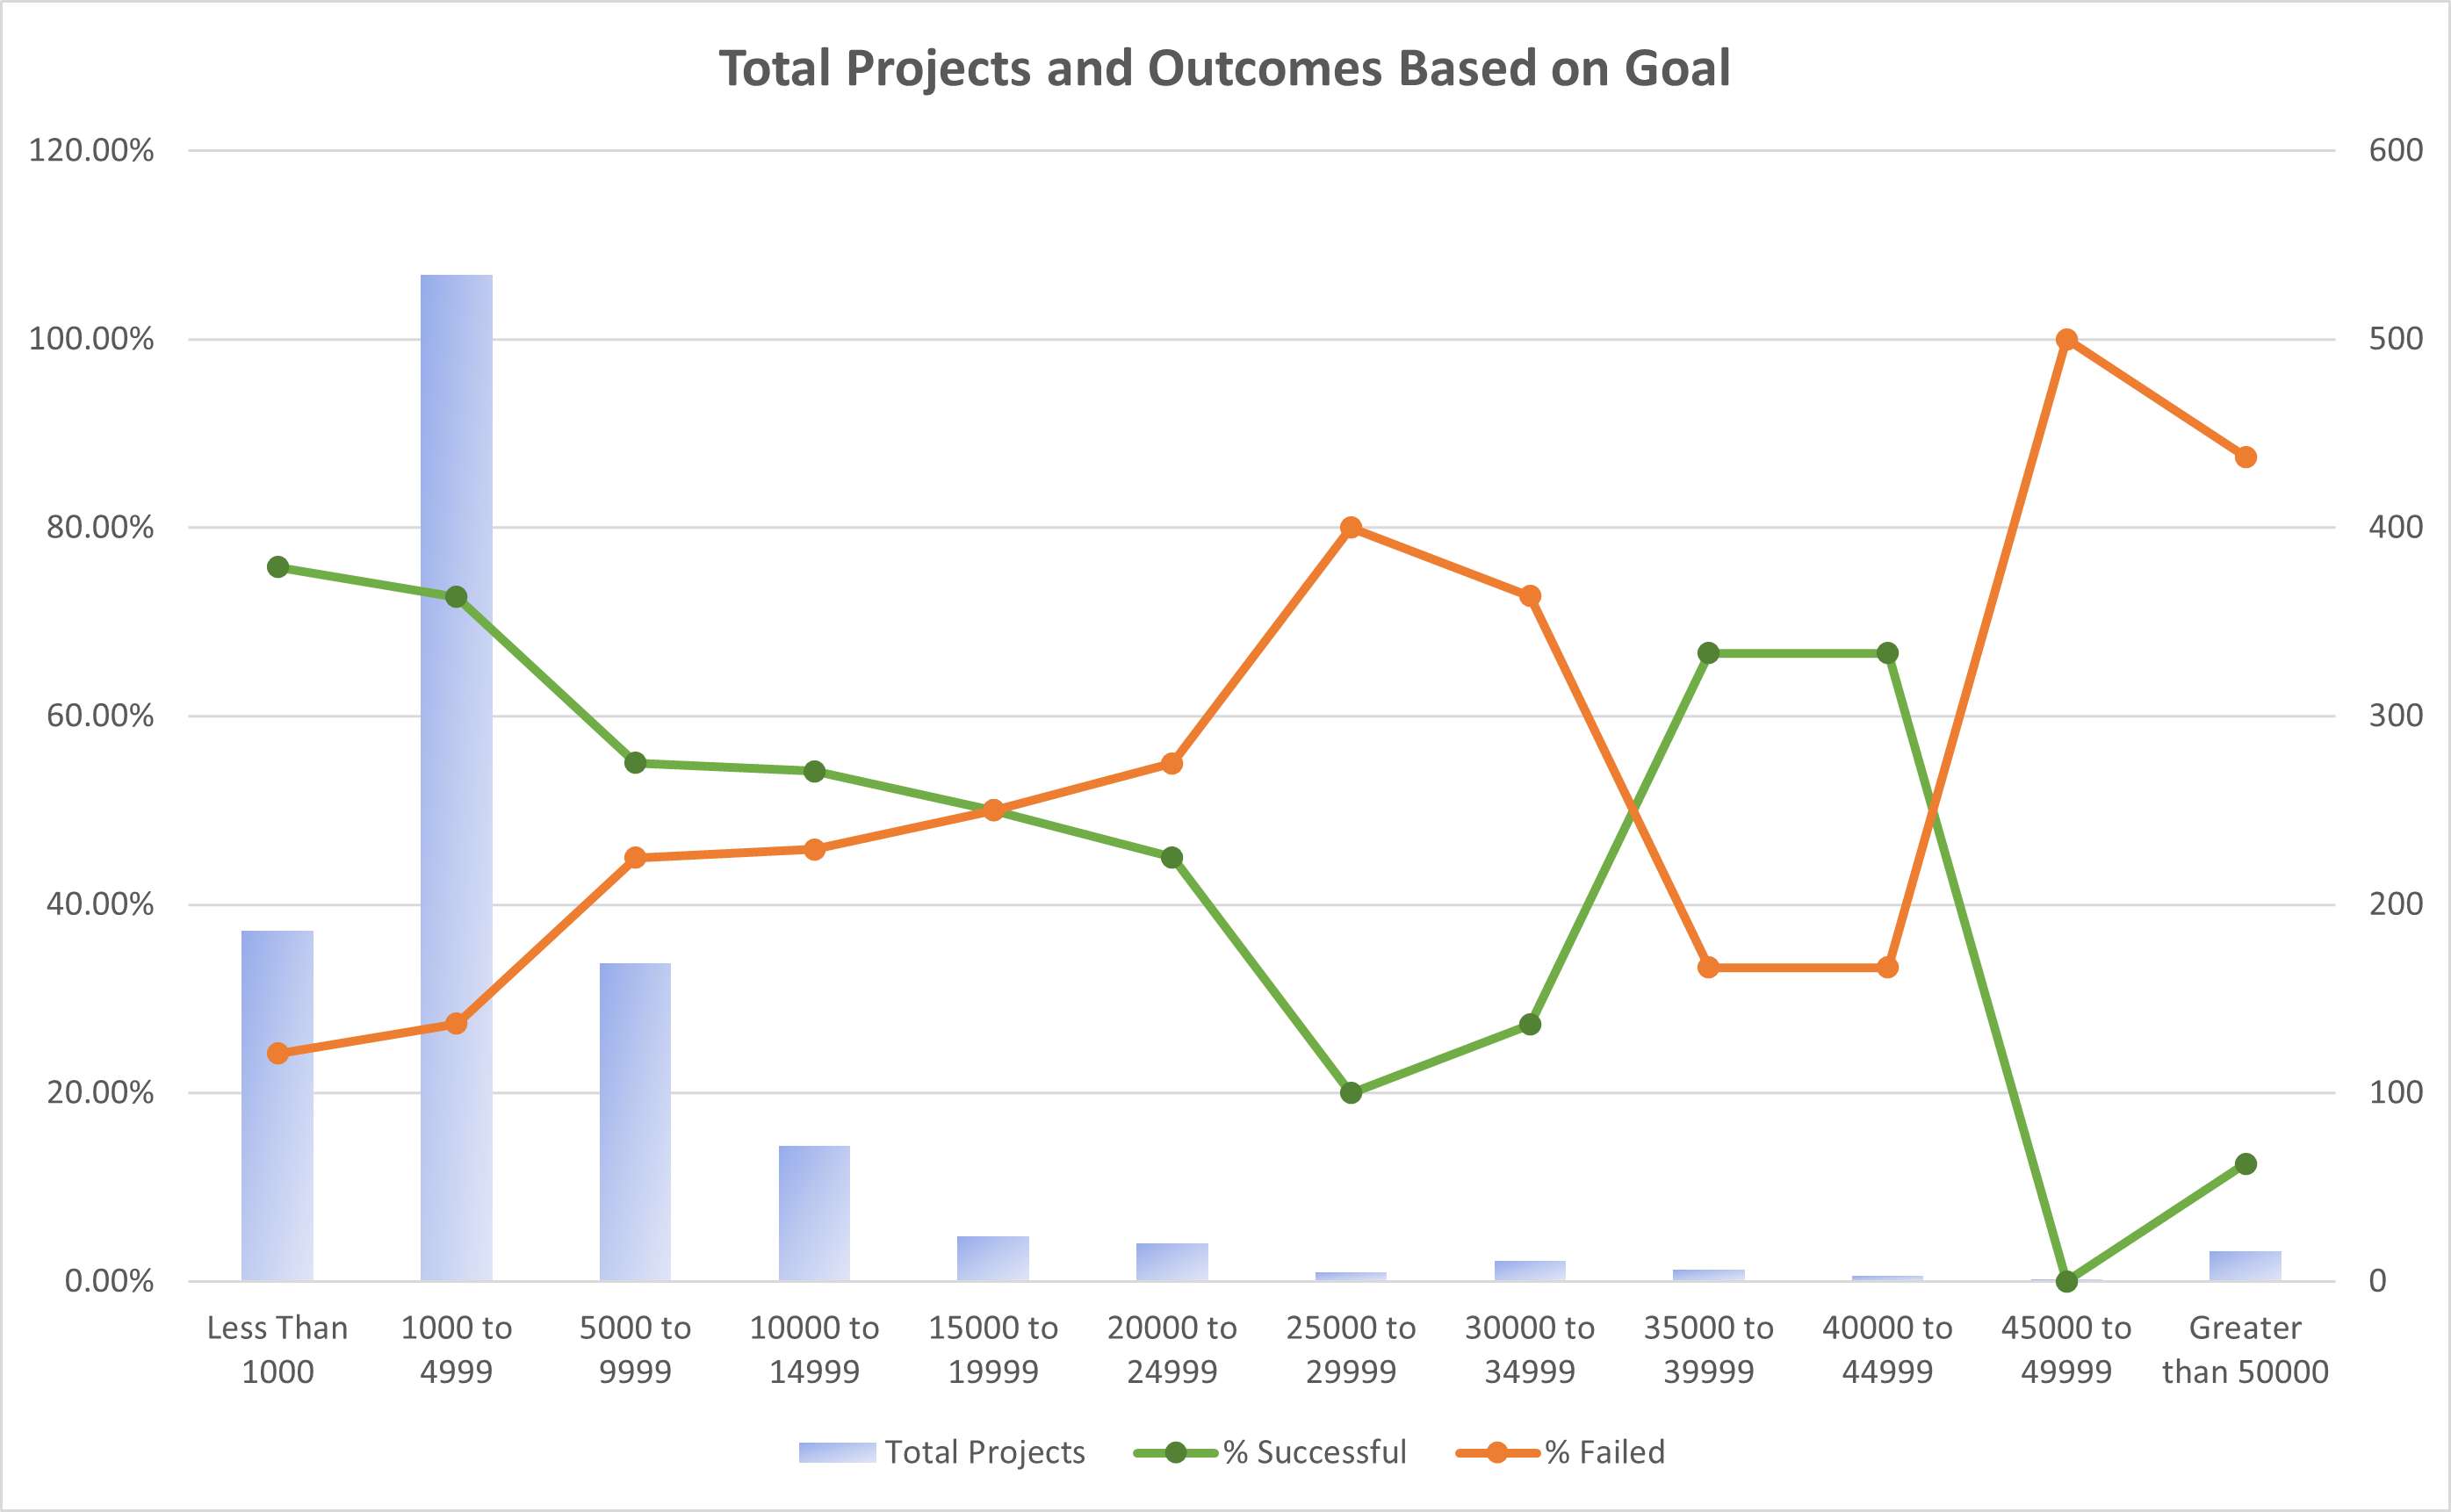 Total Projects and Outcomes Based on Goal
120.00%
100.00%
80.00%
60.00%
40.00%
20.00%
0.00%
600
500
400
300
200
100
0
Less Than
1000
1000 to
4999
5000 to
9999
10000 to
14999
15000 to
19999
20000 to
24999
25000 to
29999
30000 to
34999
35000 to
39999
40000 to
44999
45000 to
49999
Greater
than 50000
Total Projects
% Successful
% Failed